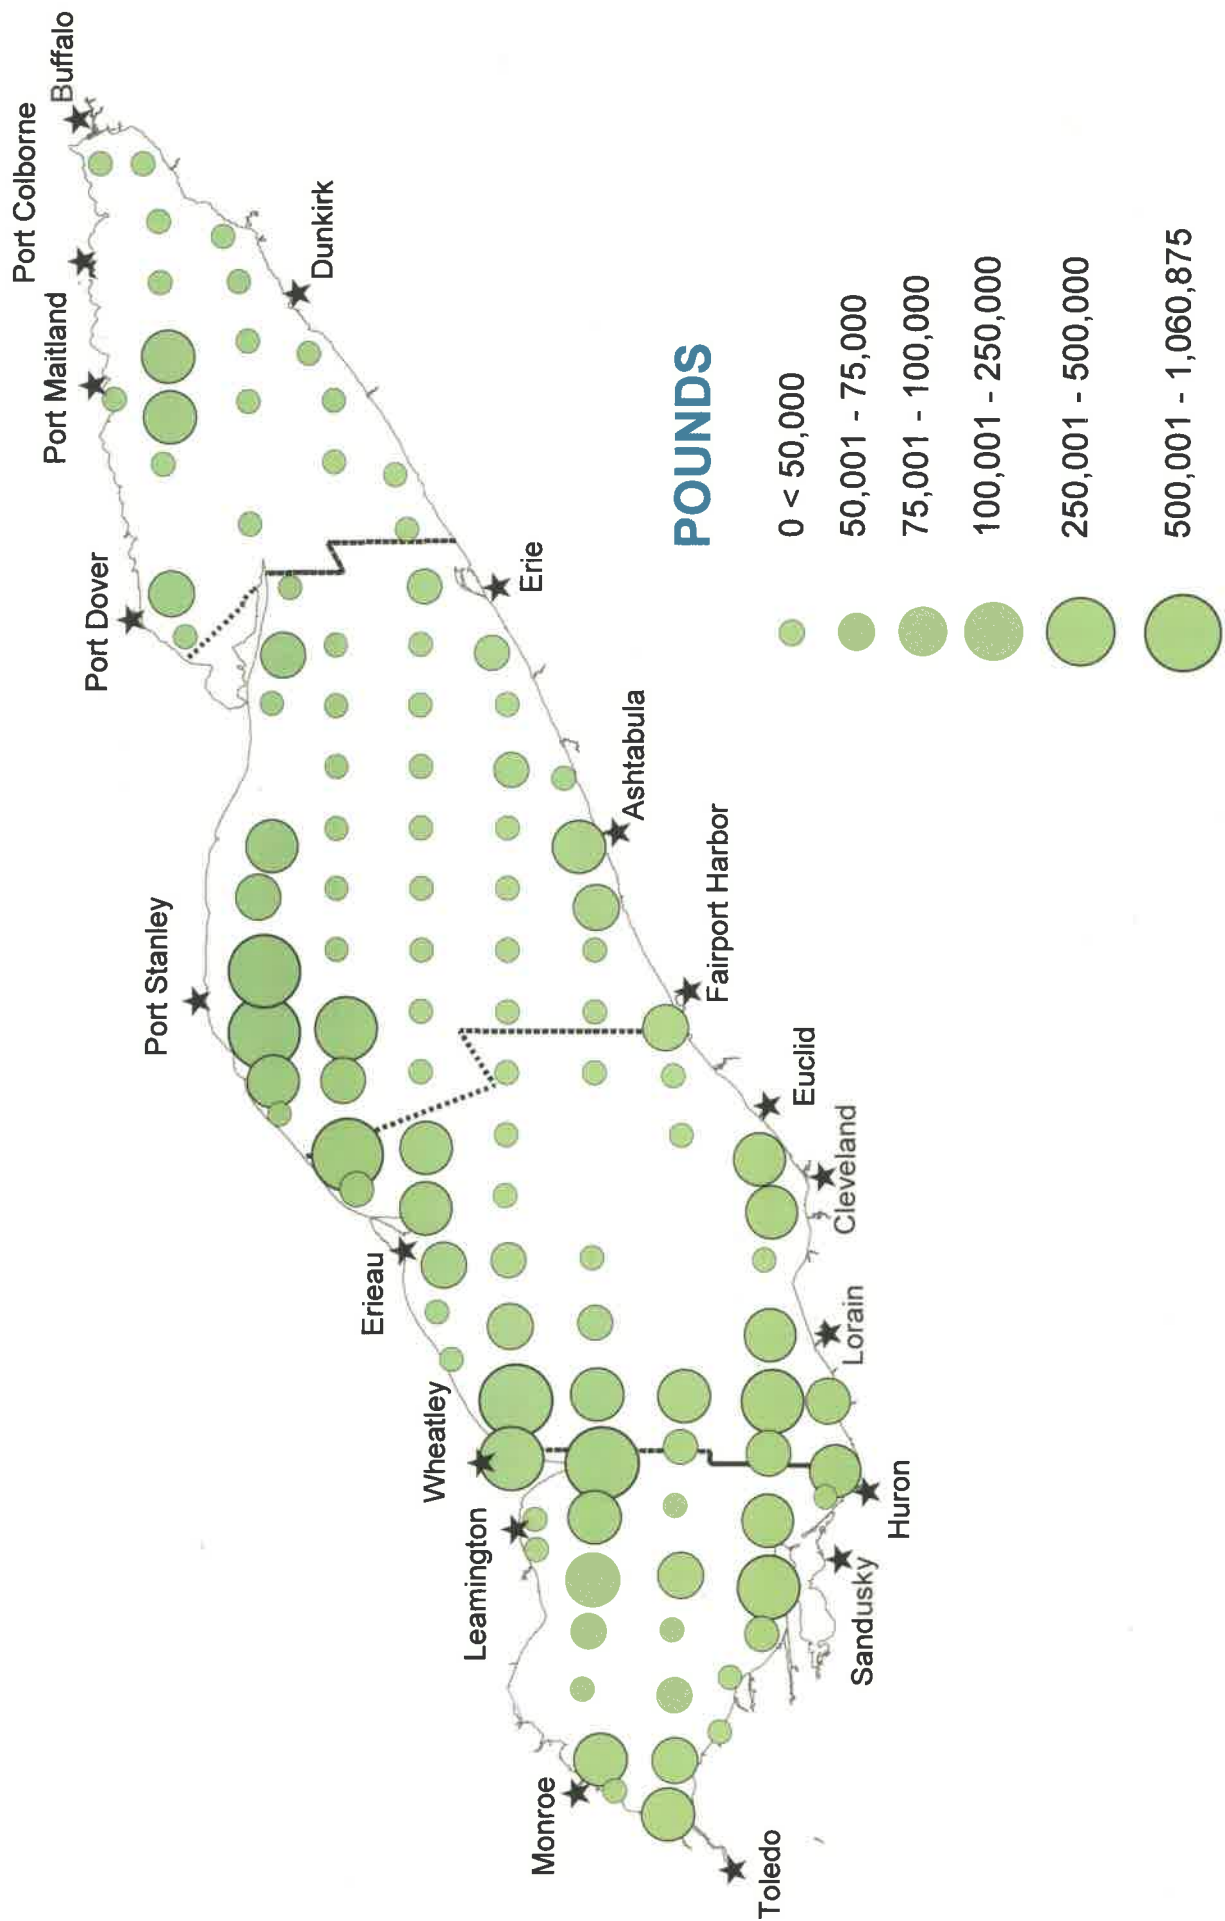 Buffalo
Port Colborne
Port Maitland
Dunkirk
Port Dover
Erie
Port Stanley
Ashtabula
Fairport Harbor
Euclid
Cleveland
Erieau
Lorain
Wheatley
Leamington
Huron
Sandusky
Monroe
Toledo
POUNDS
0 < 50,000
50,001 - 75,000
75,001 - 100,000
100,001 - 250,000
250,001 - 500,000
500,001 - 1,060,875